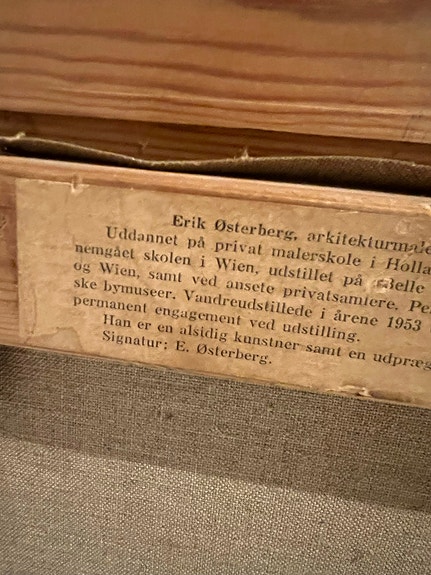 Erik Østerberg, arkitekturmale
Uddannet på privat malerskole i Holla
nemgået skolen i Wien, udstillet på »Belle
og Wien, samt ved ansete privatsamlere. Pe
ske bymuseer. Vandreudstillede i årene 1953
permanent engagement ved udstilling.
Han er en alsidig kunstner samt en udpræg
Signatur: E. Østerberg.